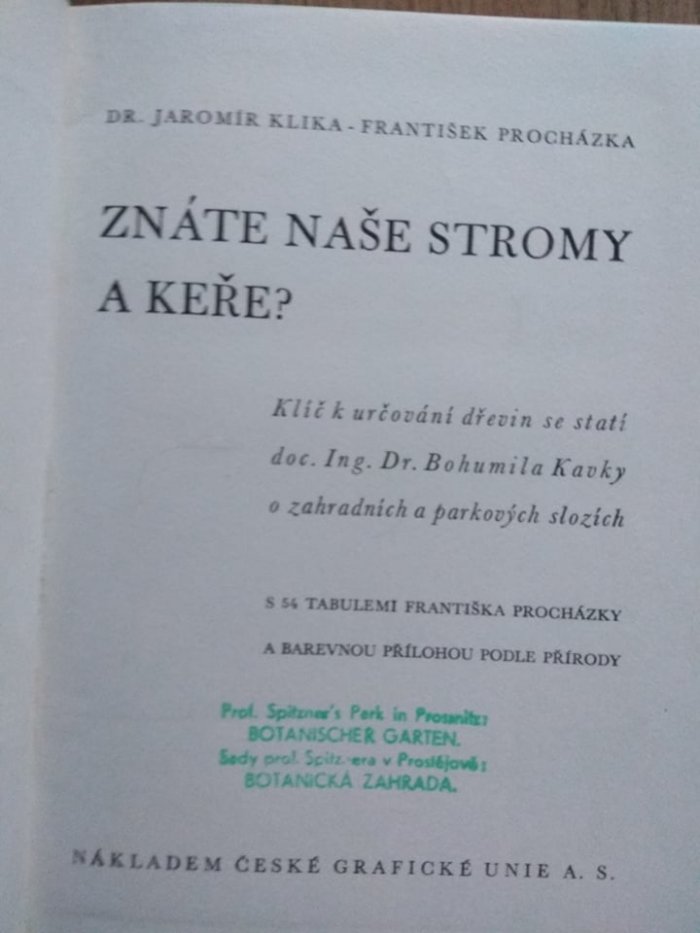 DR. JAROMÍR KLIKA - FRANTIŠEK PROCHÁZKA
ZNÁTE NAŠE STROMY
A KEŘE?
Klíč k určování dřevin se statí
doc. Ing. Dr. Bohumila Kavky
o zahradních a parkových slozích
S 54 TABULEMI FRANTIŠKA PROCHÁZKY
A BAREVNOU PŘÍLOHOU PODLE PŘÍRODY
Prof. Spitzner's Park in Prossnitz:
BOTANISCHER GARTEN.
Sady prof. Spitz-era v Prostějově:
BOTANICKÁ ZAHRADA.
NÁKLADEM ČESKÉ GRAFICKÉ UNIE A. S.